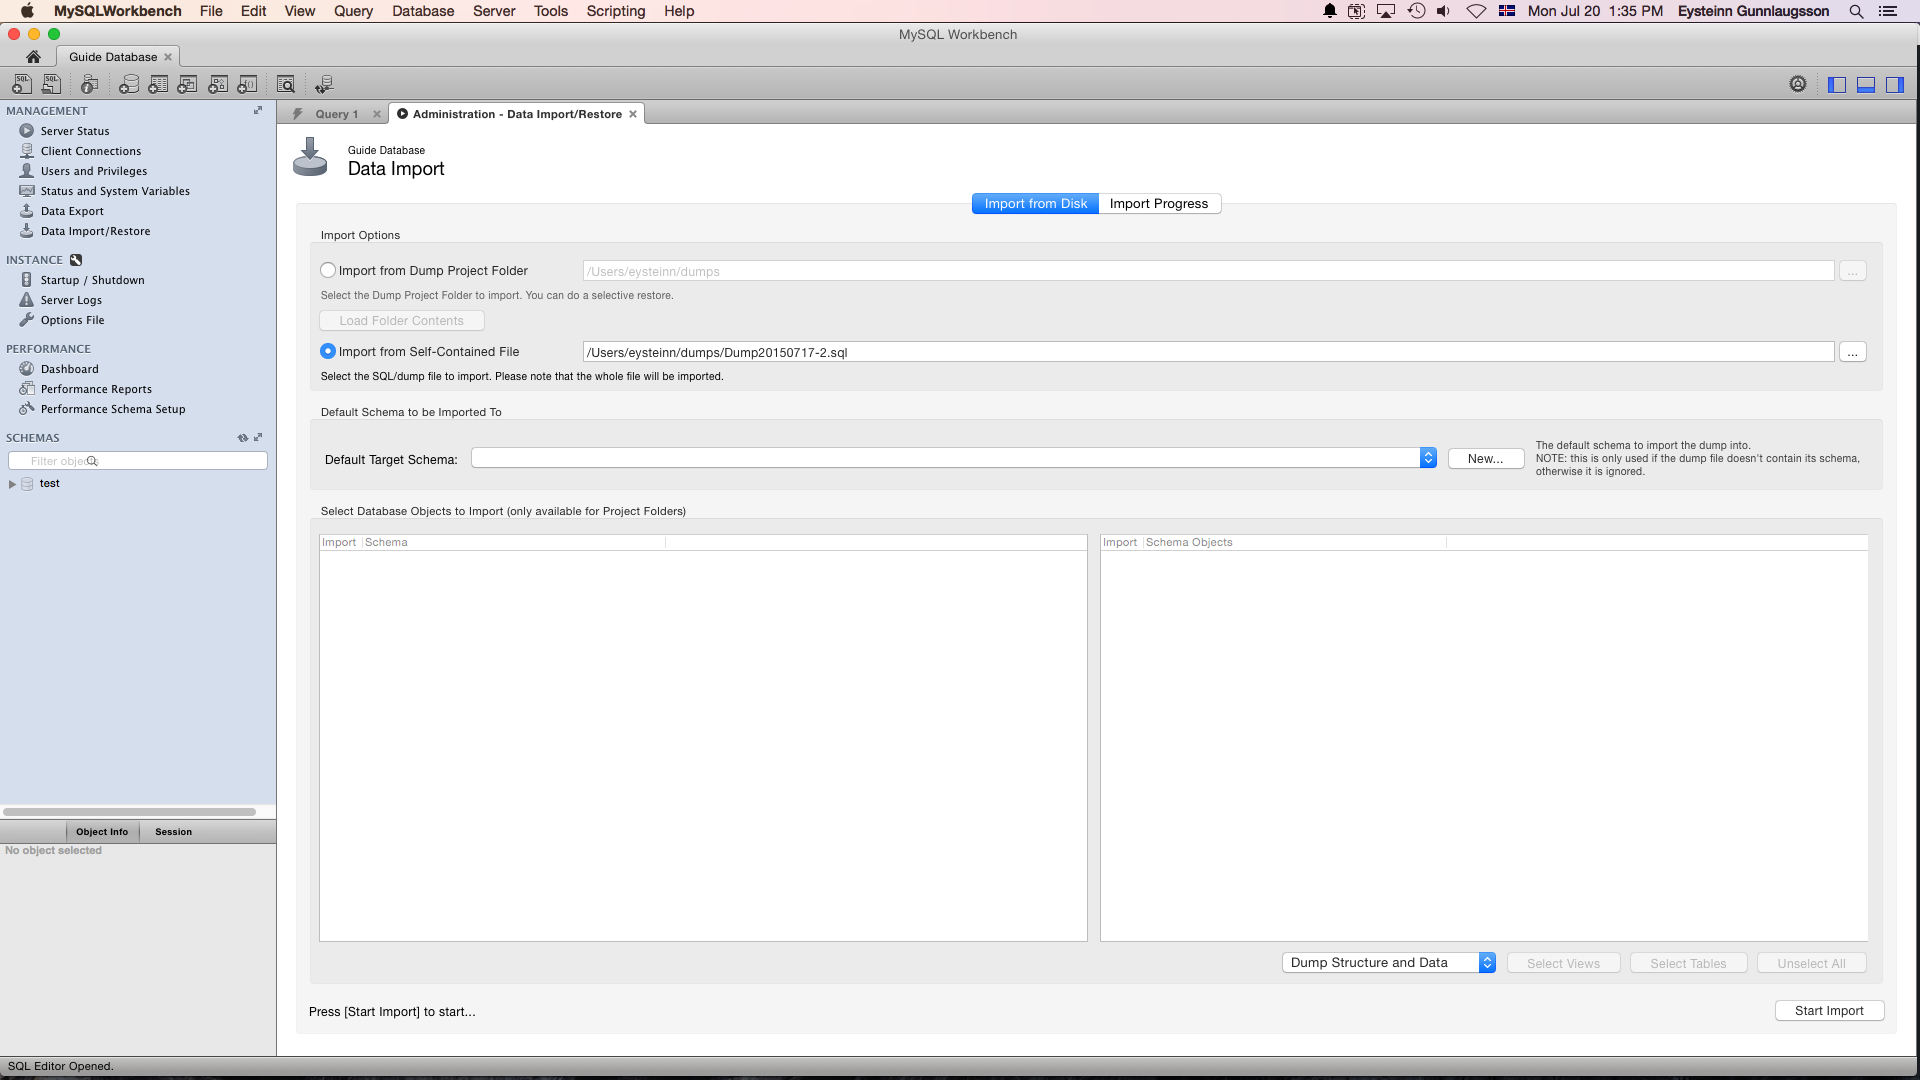 MySQLWorkbench File Edit View Query Database Server Tools Scripting Help Mon Jul 20 1:35 PM Eysteinn Gunnlaugsson
MySQL Workbench
Guide Database
MANAGEMENT
Server Status
Client Connections
Users and Privileges
Status and System Variables
Data Export
Data Import/Restore
INSTANCE
Startup / Shutdown
Server Logs
Options File
PERFORMANCE
Dashboard
Performance Reports
Performance Schema Setup
SCHEMAS
Filter objects
test
Object Info Session
No object selected
Query 1 Administration - Data Import/Restore
Guide Database
Data Import
Import from Disk Import Progress
Import Options
Import from Dump Project Folder /Users/eysteinn/dumps ...
Select the Dump Project Folder to import. You can do a selective restore.
Load Folder Contents
Import from Self-Contained File /Users/eysteinn/dumps/Dump20150717-2.sql ...
Select the SQL/dump file to import. Please note that the whole file will be imported.
Default Schema to be Imported To
Default Target Schema: New...
The default schema to import the dump into.
NOTE: this is only used if the dump file doesn't contain its schema,
otherwise it is ignored.
Select Database Objects to Import (only available for Project Folders)
Import Schema Import Schema Objects
Dump Structure and Data Select Views Select Tables Unselect All
Press [Start Import] to start... Start Import
SQL Editor Opened.